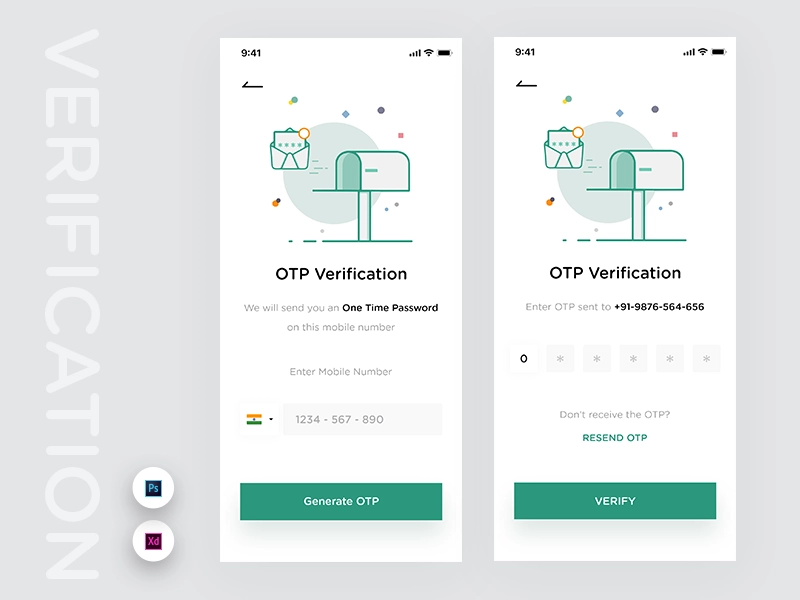 VERIFICATION
Ps
Xd
9:41
OTP Verification
We will send you an One Time Password
on this mobile number
Enter Mobile Number
1234 - 567 - 890
Generate OTP
9:41
OTP Verification
Enter OTP sent to +91-9876-564-656
0 * * * * *
Don't receive the OTP?
RESEND OTP
VERIFY